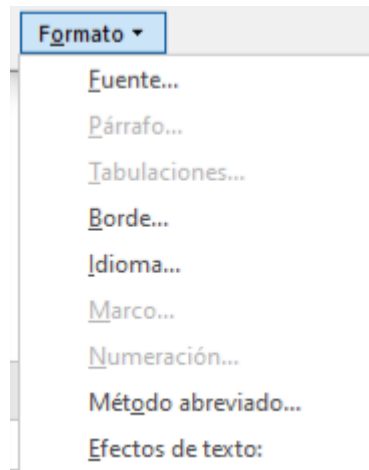 Formato
Fuente...
Párrafo...
Tabulaciones...
Borde...
Idioma...
Marco...
Numeración...
Método abreviado...
Efectos de texto: